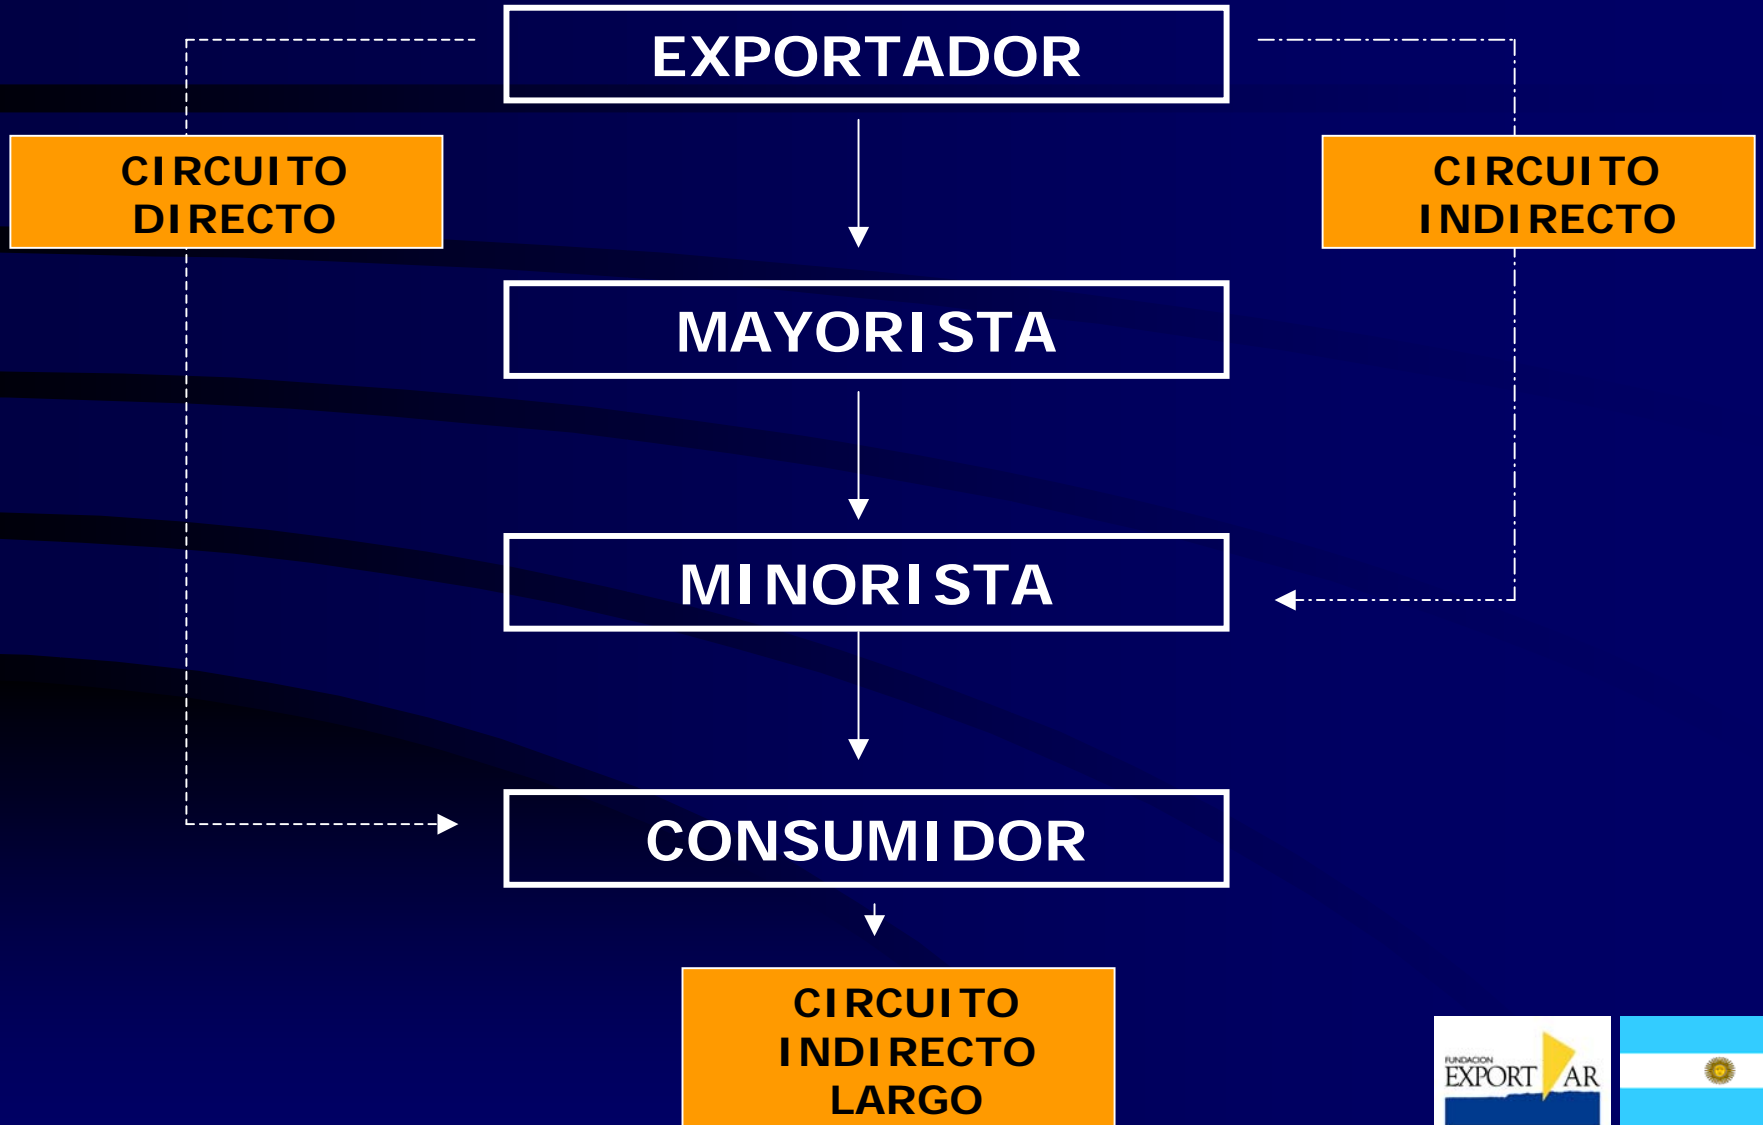 EXPORTADOR
CIRCUITO
DIRECTO
CIRCUITO
INDIRECTO
MAYORISTA
MINORISTA
CONSUMIDOR
CIRCUITO
INDIRECTO
LARGO
FUNDACION
EXPORT AR